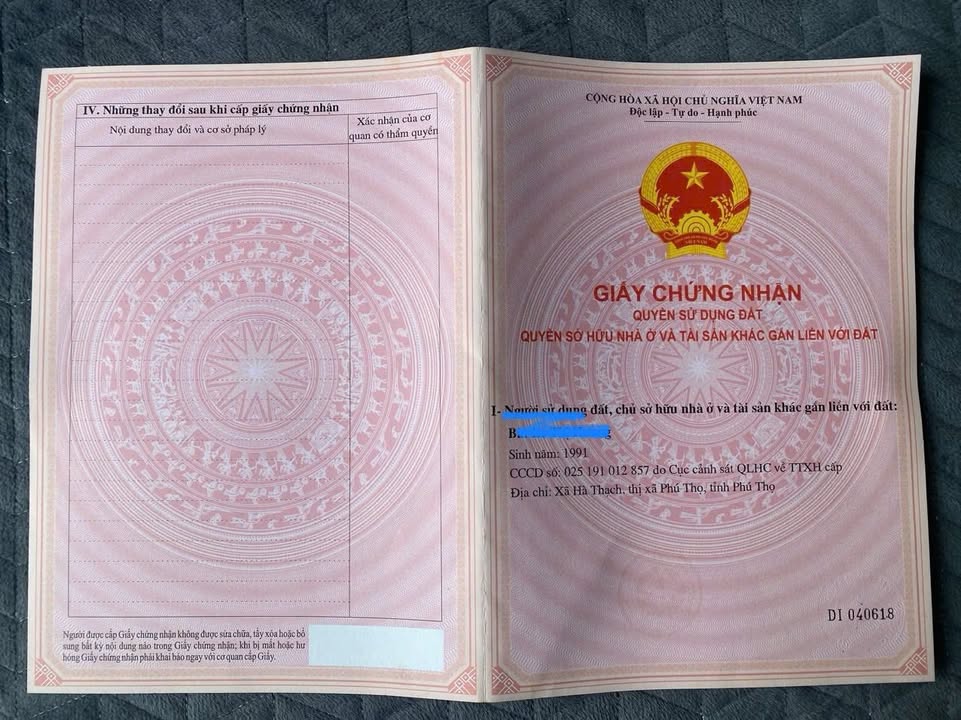 IV. Những thay đổi sau khi cấp giấy chứng nhận
Nội dung thay đổi và cơ sở pháp lý
Xác nhận của cơ
quan có thẩm quyền
Người được cấp Giấy chứng nhận không được sửa chữa, tẩy xóa hoặc bổ
sung bất kỳ nội dung nào trong Giấy chứng nhận; khi bị mất hoặc hư
hỏng Giấy chứng nhận phải khai báo ngay với cơ quan cấp Giấy.
CỘNG HÒA XÃ HỘI CHỦ NGHĨA VIỆT NAM
Độc lập - Tự do - Hạnh phúc
VIỆT NAM
GIẤY CHỨNG NHẬN
QUYỀN SỬ DỤNG ĐẤT
QUYỀN SỞ HỮU NHÀ Ở VÀ TÀI SẢN KHÁC GẮN LIỀN VỚI ĐẤT
I- Người sử dụng đất, chủ sở hữu nhà ở và tài sản khác gắn liền với đất:
Sinh năm: 1991
CCCD số: 025 191 012 857 do Cục cảnh sát QLHC về TTXH cấp
Địa chỉ: Xã Hà Thạch, thị xã Phú Thọ, tỉnh Phú Thọ
DI 040618